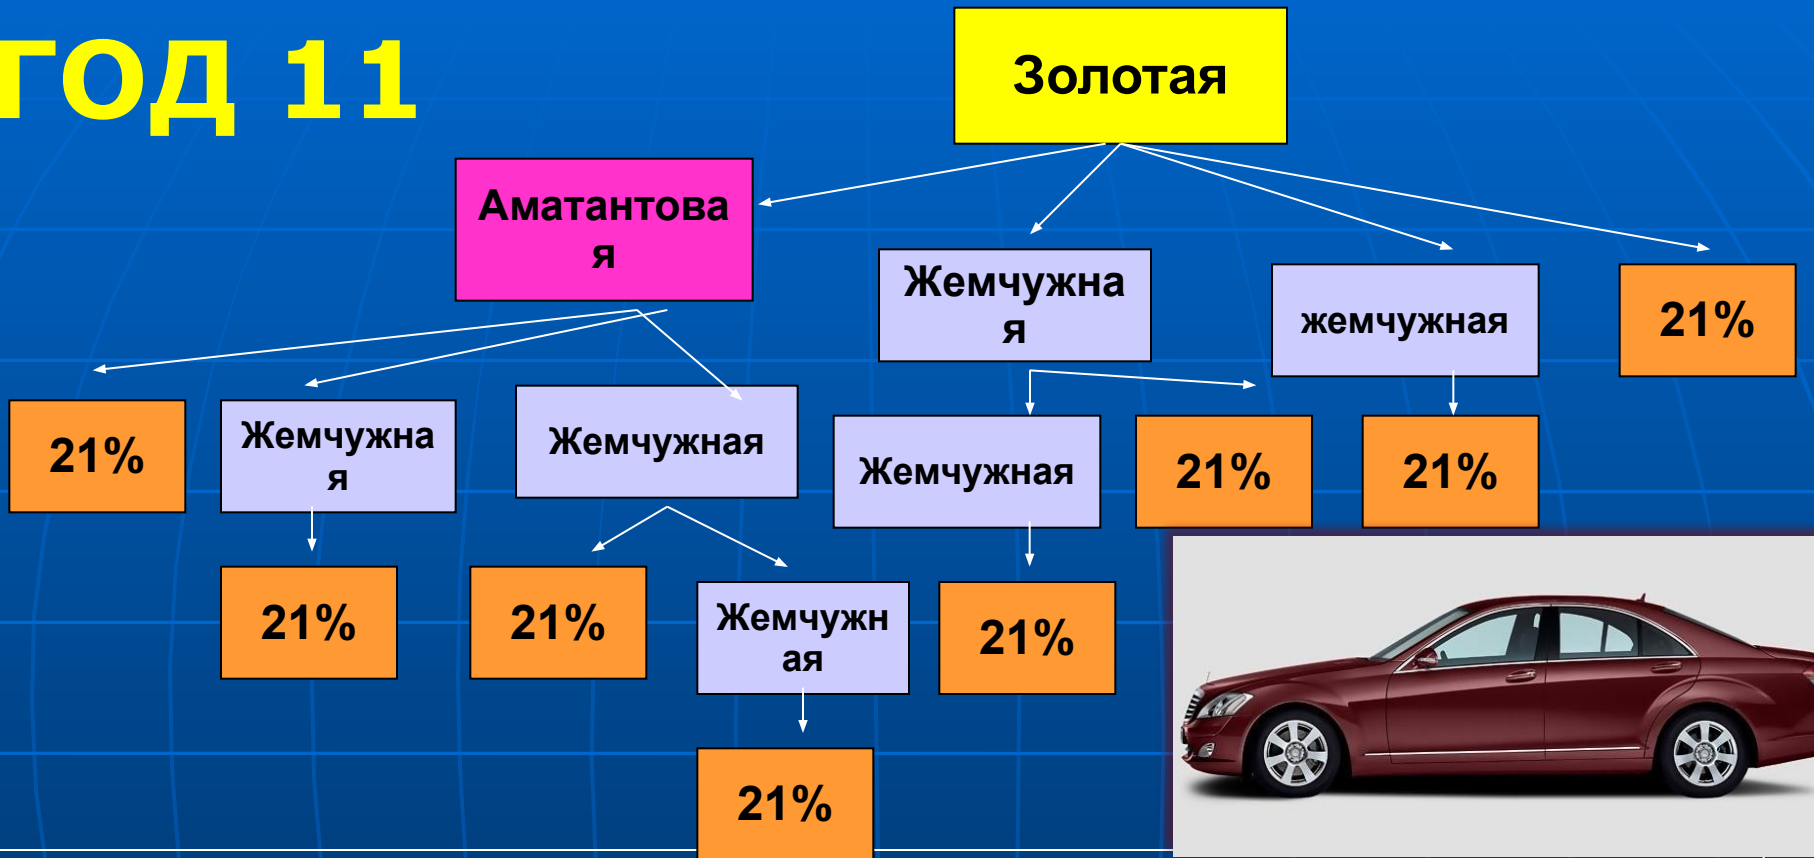 ГОД 11
Золотая
Аматантова
я
Жемчужна
я
жемчужная
21%
21%
Жемчужна
я
Жемчужная
Жемчужная
21%
21%
21%
21%
Жемчужн
ая
21%
21%